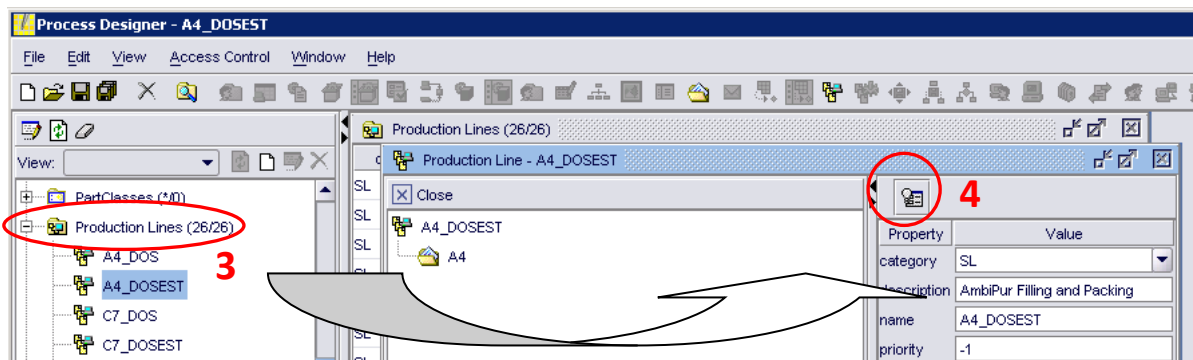 Process Designer - A4_DOSEST
File Edit View Access Control Window Help
Production Lines (26/26)
View:
Production Line - A4_DOSEST
PartClasses (*/0)
SL
Close
4
Production Lines (26/26)
SL
A4_DOSEST
Property Value
A4_DOS
3
SL
A4
category SL
A4_DOSEST
description AmbiPur Filling and Packing
C7_DOS
name A4_DOSEST
C7_DOSEST
SL
priority -1